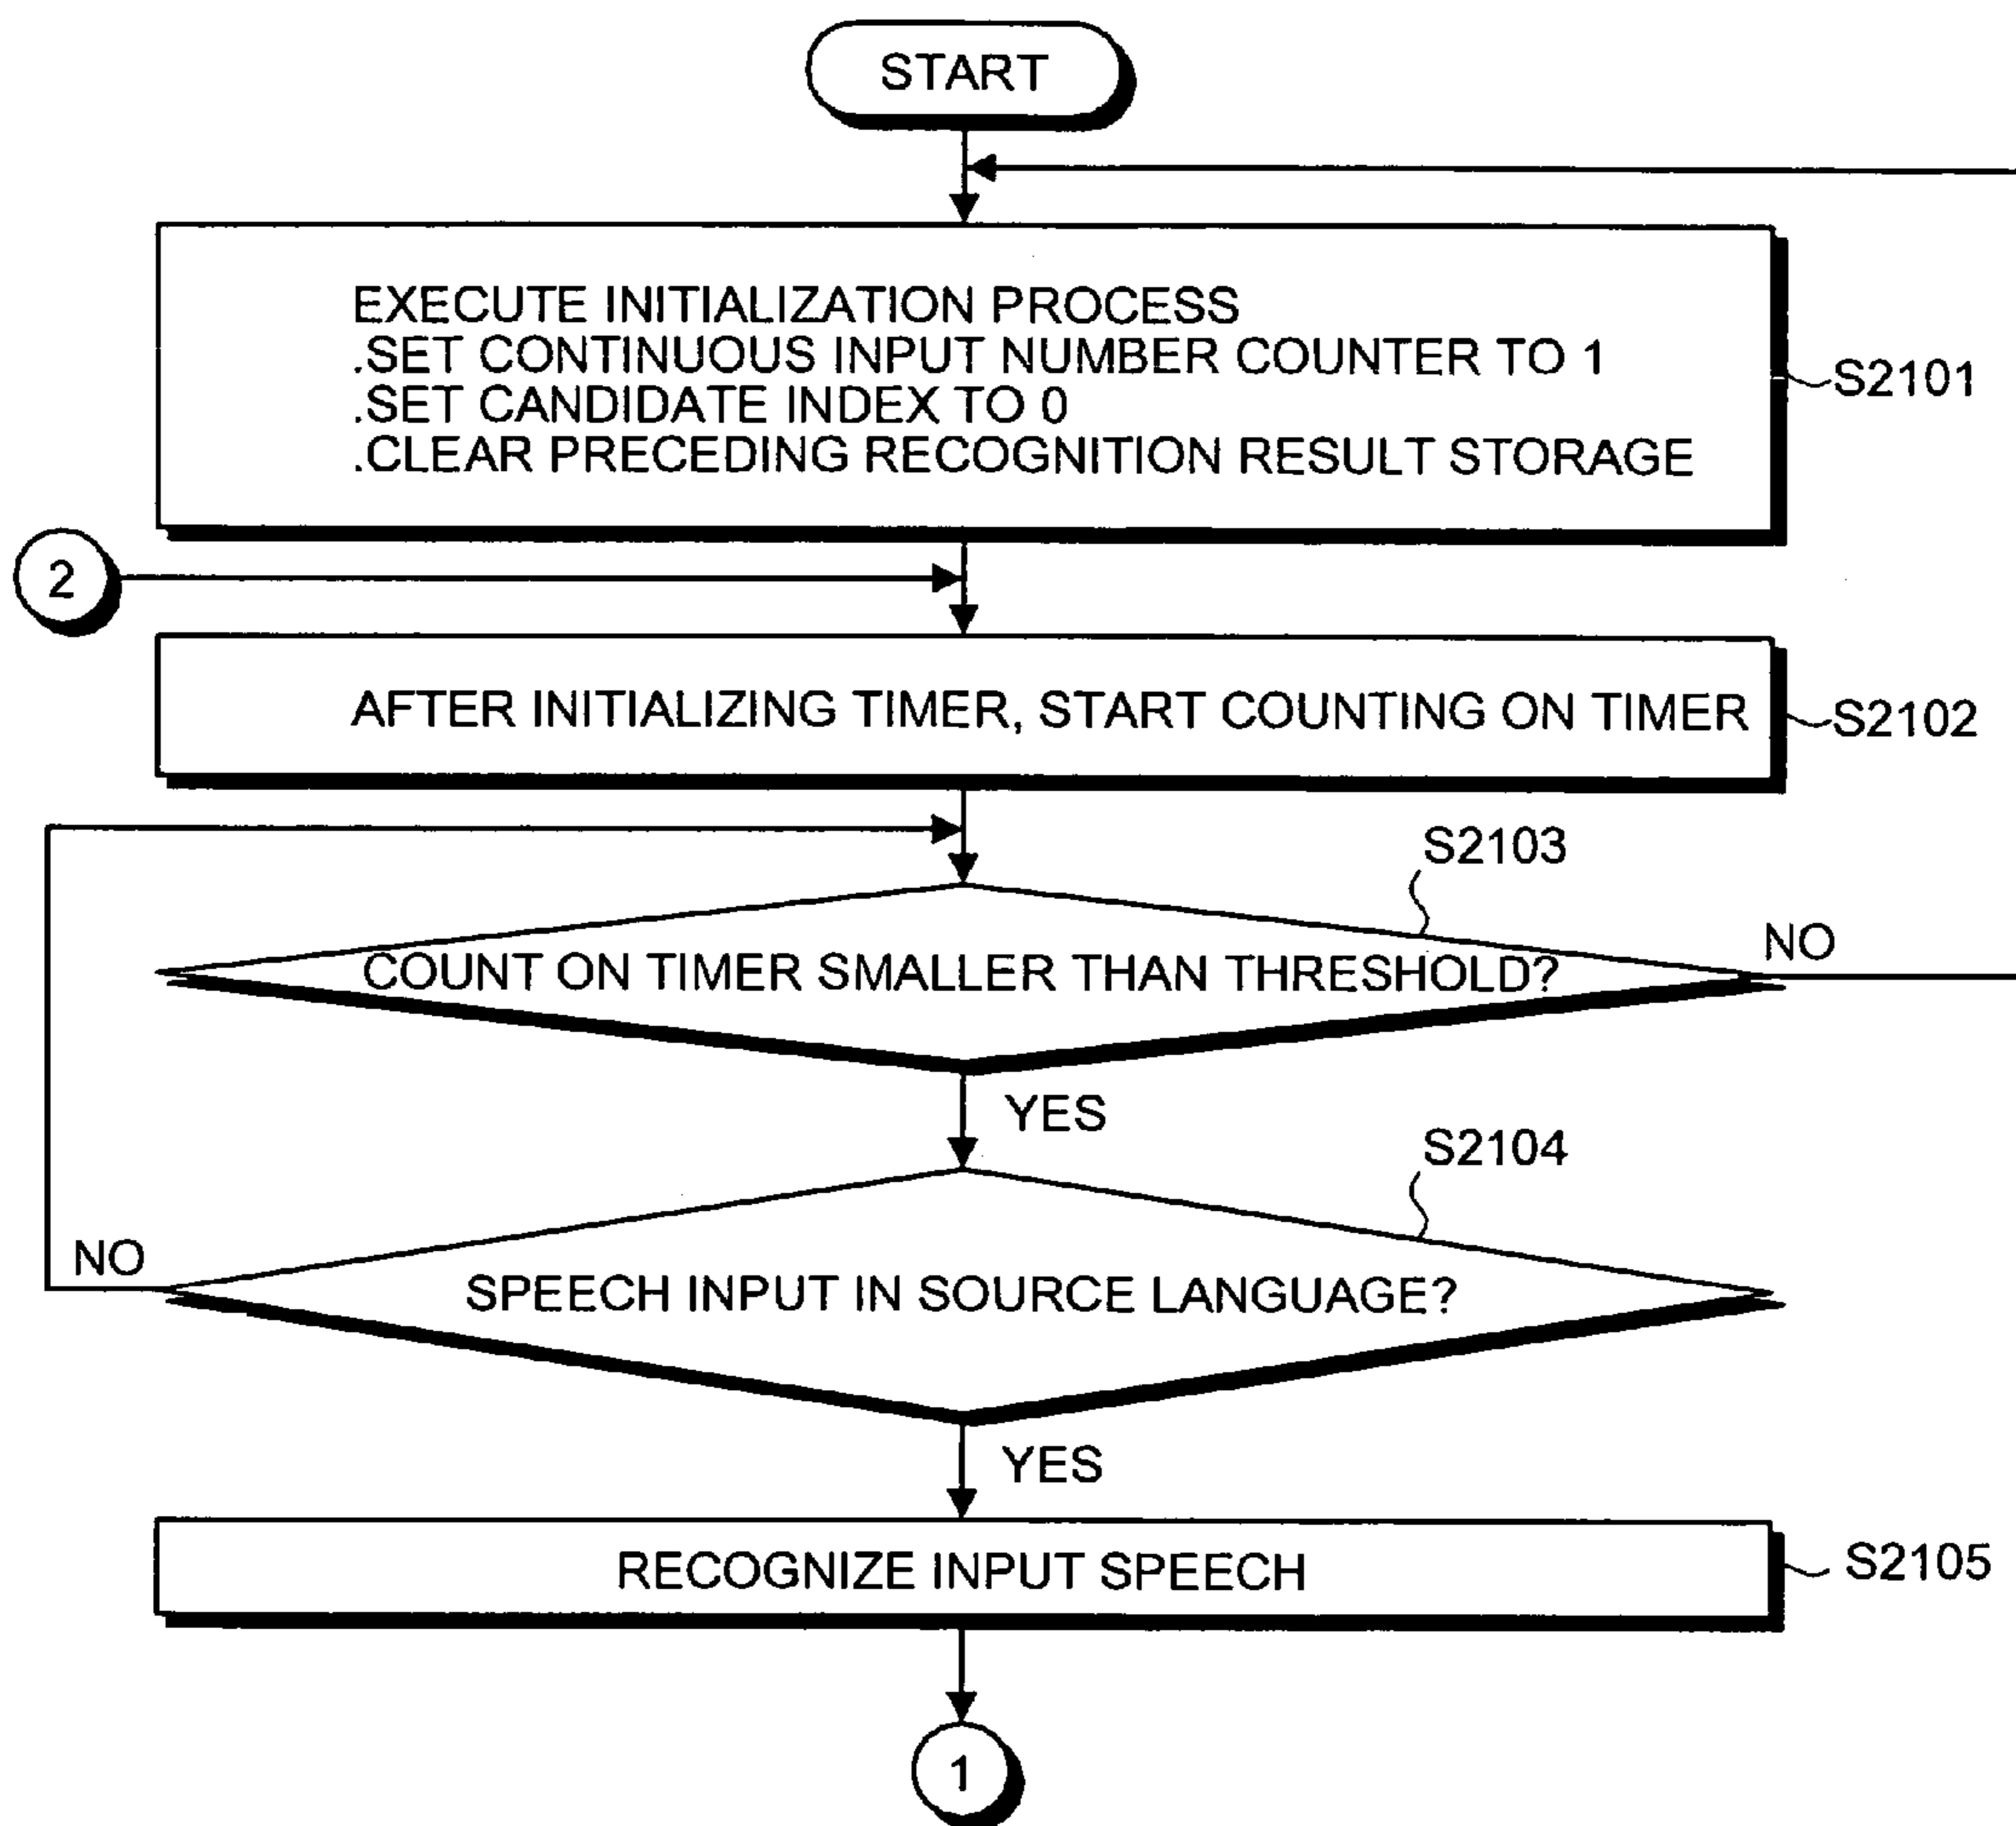 START
EXECUTE INITIALIZATION PROCESS
.SET CONTINUOUS INPUT NUMBER COUNTER TO 1
.SET CANDIDATE INDEX TO 0
.CLEAR PRECEDING RECOGNITION RESULT STORAGE
S2101
2
AFTER INITIALIZING TIMER, START COUNTING ON TIMER
S2102
S2103
COUNT ON TIMER SMALLER THAN THRESHOLD?
NO
YES
S2104
SPEECH INPUT IN SOURCE LANGUAGE?
NO
YES
RECOGNIZE INPUT SPEECH
S2105
1